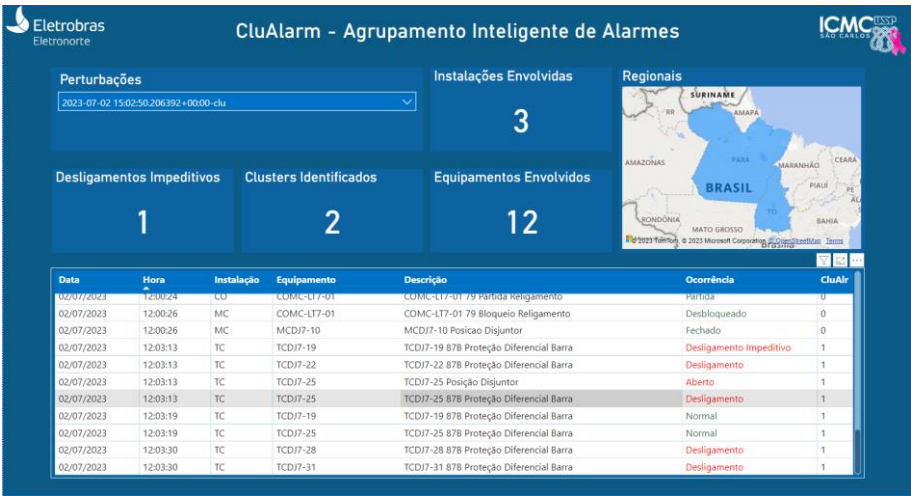 Eletrobras
Eletronorte
CluAlarm - Agrupamento Inteligente de Alarmes
ICMC USP
SÃO CARLOS
Perturbações
2023-07-02 15:02:50.206392+00:00-clu
Instalações Envolvidas
3
Regionais
SURINAME
RR
AMAPÁ
AMAZONAS
PARÁ
MARANHÃO
CEARÁ
BRASIL
PIAUÍ
PE
AL
RONDÔNIA
TO
MATO GROSSO
BAHIA
Brasília
© 2023 TomTom, © 2023 Microsoft Corporation, © OpenStreetMap Terms
Desligamentos Impeditivos
1
Clusters Identificados
2
Equipamentos Envolvidos
12
Data Hora Instalação Equipamento Descrição Ocorrência CluAlr
02/07/2023 12:00:24 CO COMC-LT7-01 COMC-LT7-01 79 Partida Religamento Partida 0
02/07/2023 12:00:26 MC COMC-LT7-01 COMC-LT7-01 79 Bloqueio Religamento Desbloqueado 0
02/07/2023 12:00:26 MC MCDJ7-10 MCDJ7-10 Posicao Disjuntor Fechado 0
02/07/2023 12:03:13 TC TCDJ7-19 TCDJ7-19 87B Proteção Diferencial Barra Desligamento Impeditivo 1
02/07/2023 12:03:13 TC TCDJ7-22 TCDJ7-22 87B Proteção Diferencial Barra Desligamento 1
02/07/2023 12:03:13 TC TCDJ7-25 TCDJ7-25 Posição Disjuntor Aberto 1
02/07/2023 12:03:13 TC TCDJ7-25 TCDJ7-25 87B Proteção Diferencial Barra Desligamento 1
02/07/2023 12:03:19 TC TCDJ7-19 TCDJ7-19 87B Proteção Diferencial Barra Normal 1
02/07/2023 12:03:19 TC TCDJ7-25 TCDJ7-25 87B Proteção Diferencial Barra Normal 1
02/07/2023 12:03:30 TC TCDJ7-28 TCDJ7-28 87B Proteção Diferencial Barra Desligamento 1
02/07/2023 12:03:30 TC TCDJ7-31 TCDJ7-31 87B Proteção Diferencial Barra Desligamento 1